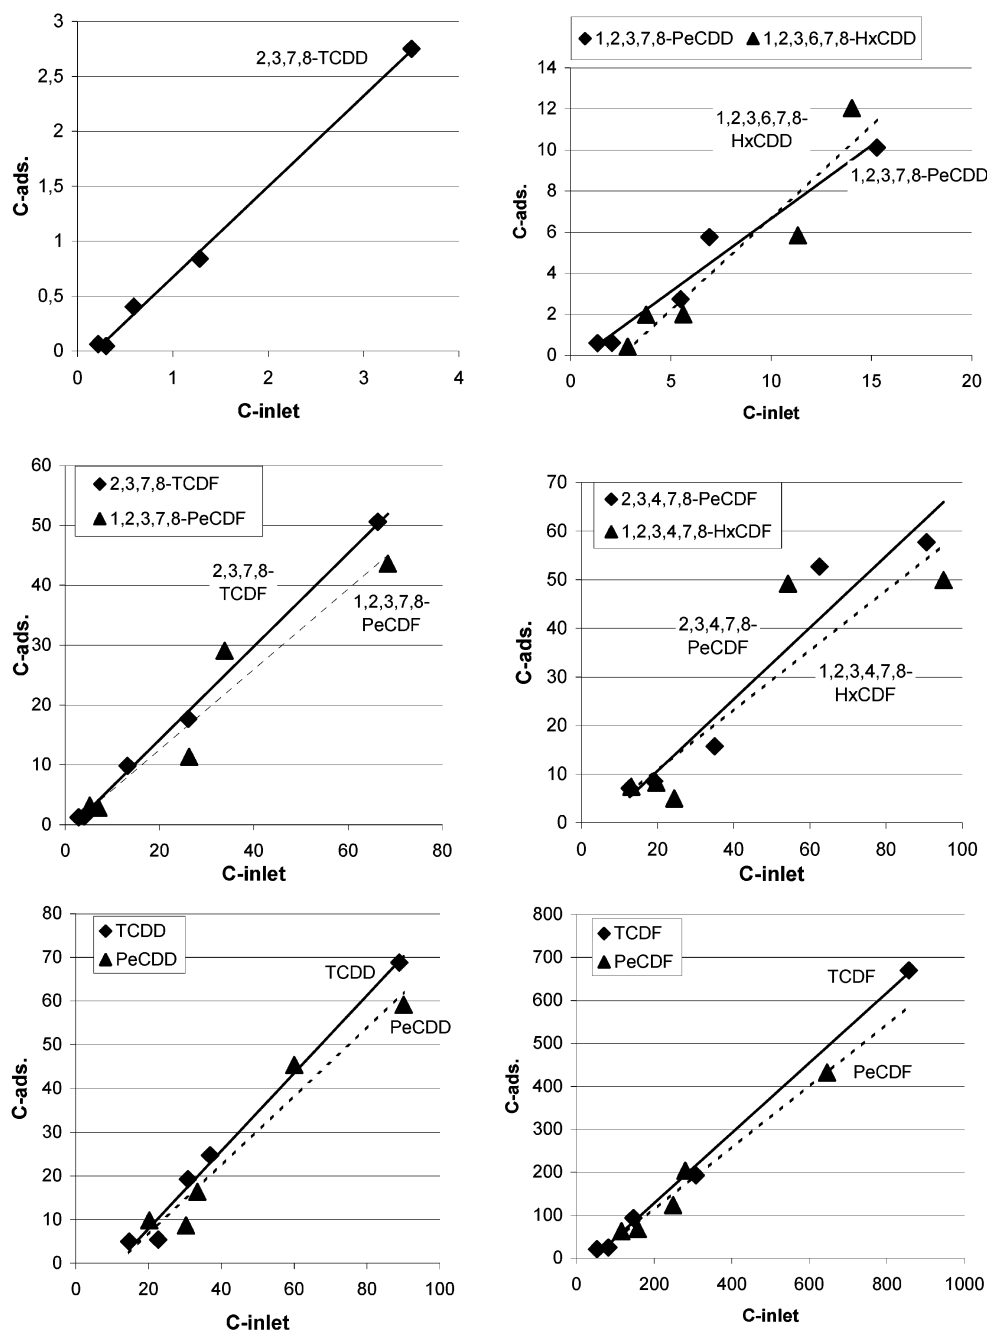 3
2,5
2
1,5
1
0,5
0
0 1 2 3 4
C-ads.
C-inlet
2,3,7,8-TCDD
1,2,3,7,8-PeCDD 1,2,3,6,7,8-HxCDD
14
12
10
8
6
4
2
0
0 5 10 15 20
C-ads.
C-inlet
1,2,3,6,7,8-
HxCDD
1,2,3,7,8-PeCDD
60
50
40
30
20
10
0
0 20 40 60 80
C-ads.
C-inlet
2,3,7,8-TCDF
1,2,3,7,8-PeCDF
2,3,7,8-
TCDF
1,2,3,7,8-
PeCDF
70
60
50
40
30
20
10
0
0 20 40 60 80 100
C-ads.
C-inlet
2,3,4,7,8-PeCDF
1,2,3,4,7,8-HxCDF
2,3,4,7,8-
PeCDF
1,2,3,4,7,8-
HxCDF
80
70
60
50
40
30
20
10
0
0 20 40 60 80 100
C-ads.
C-inlet
TCDD
PeCDD
TCDD
PeCDD
800
700
600
500
400
300
200
100
0
0 200 400 600 800 1000
C-ads.
C-inlet
TCDF
PeCDF
TCDF
PeCDF